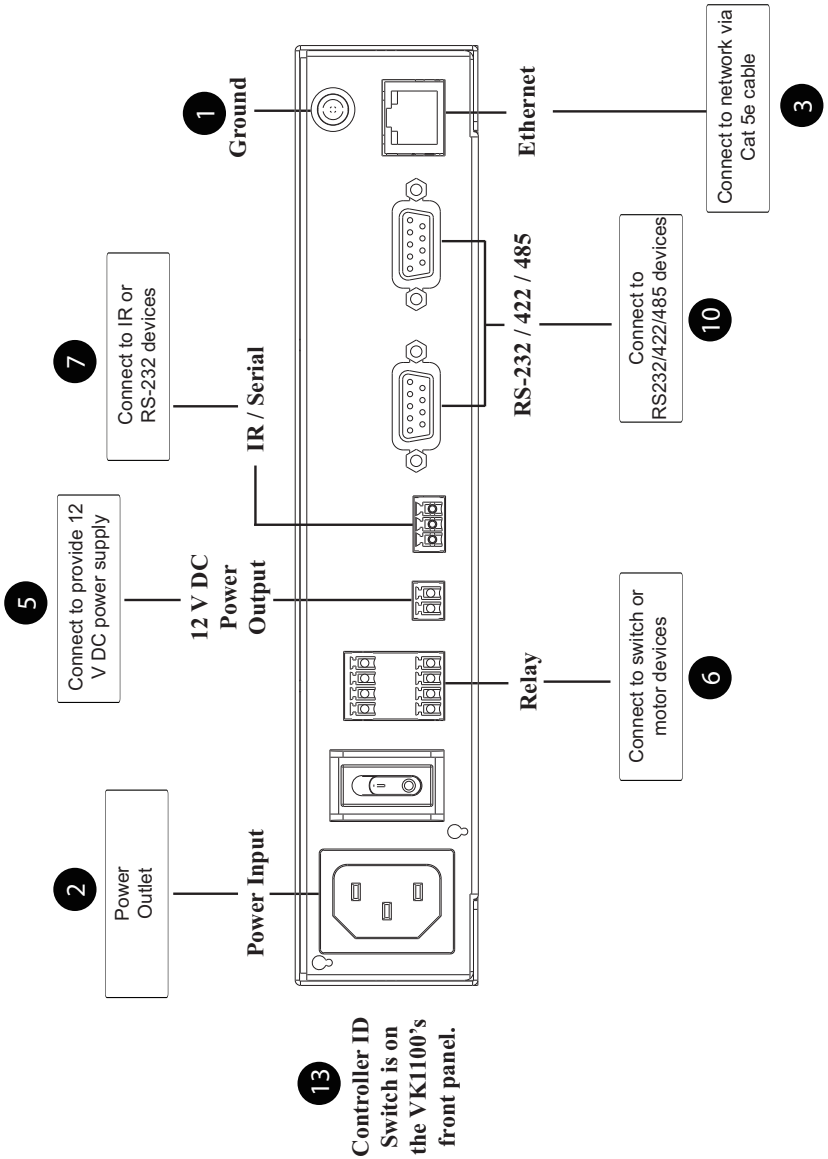 2
Power
Outlet
Power Input
5
Connect to provide 12
V DC power supply
12 V DC
Power
Output
7
Connect to IR or
RS-232 devices
IR / Serial
1
Ground
13
Controller ID
Switch is on
the VK1100's
front panel.
Relay
Connect to switch or
motor devices
6
RS-232 / 422 / 485
Connect to
RS232/422/485 devices
10
Ethernet
Connect to network via
Cat 5e cable
3